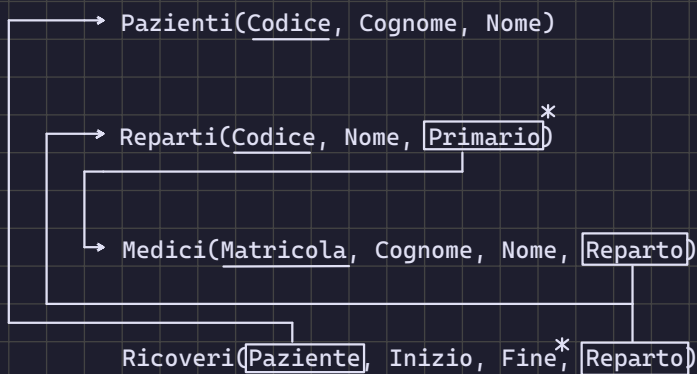 Pazienti(Codice, Cognome, Nome)
Reparti(Codice, Nome, Primario*)
Medici(Matricola, Cognome, Nome, Reparto)
Ricoveri(Paziente, Inizio, Fine*, Reparto)